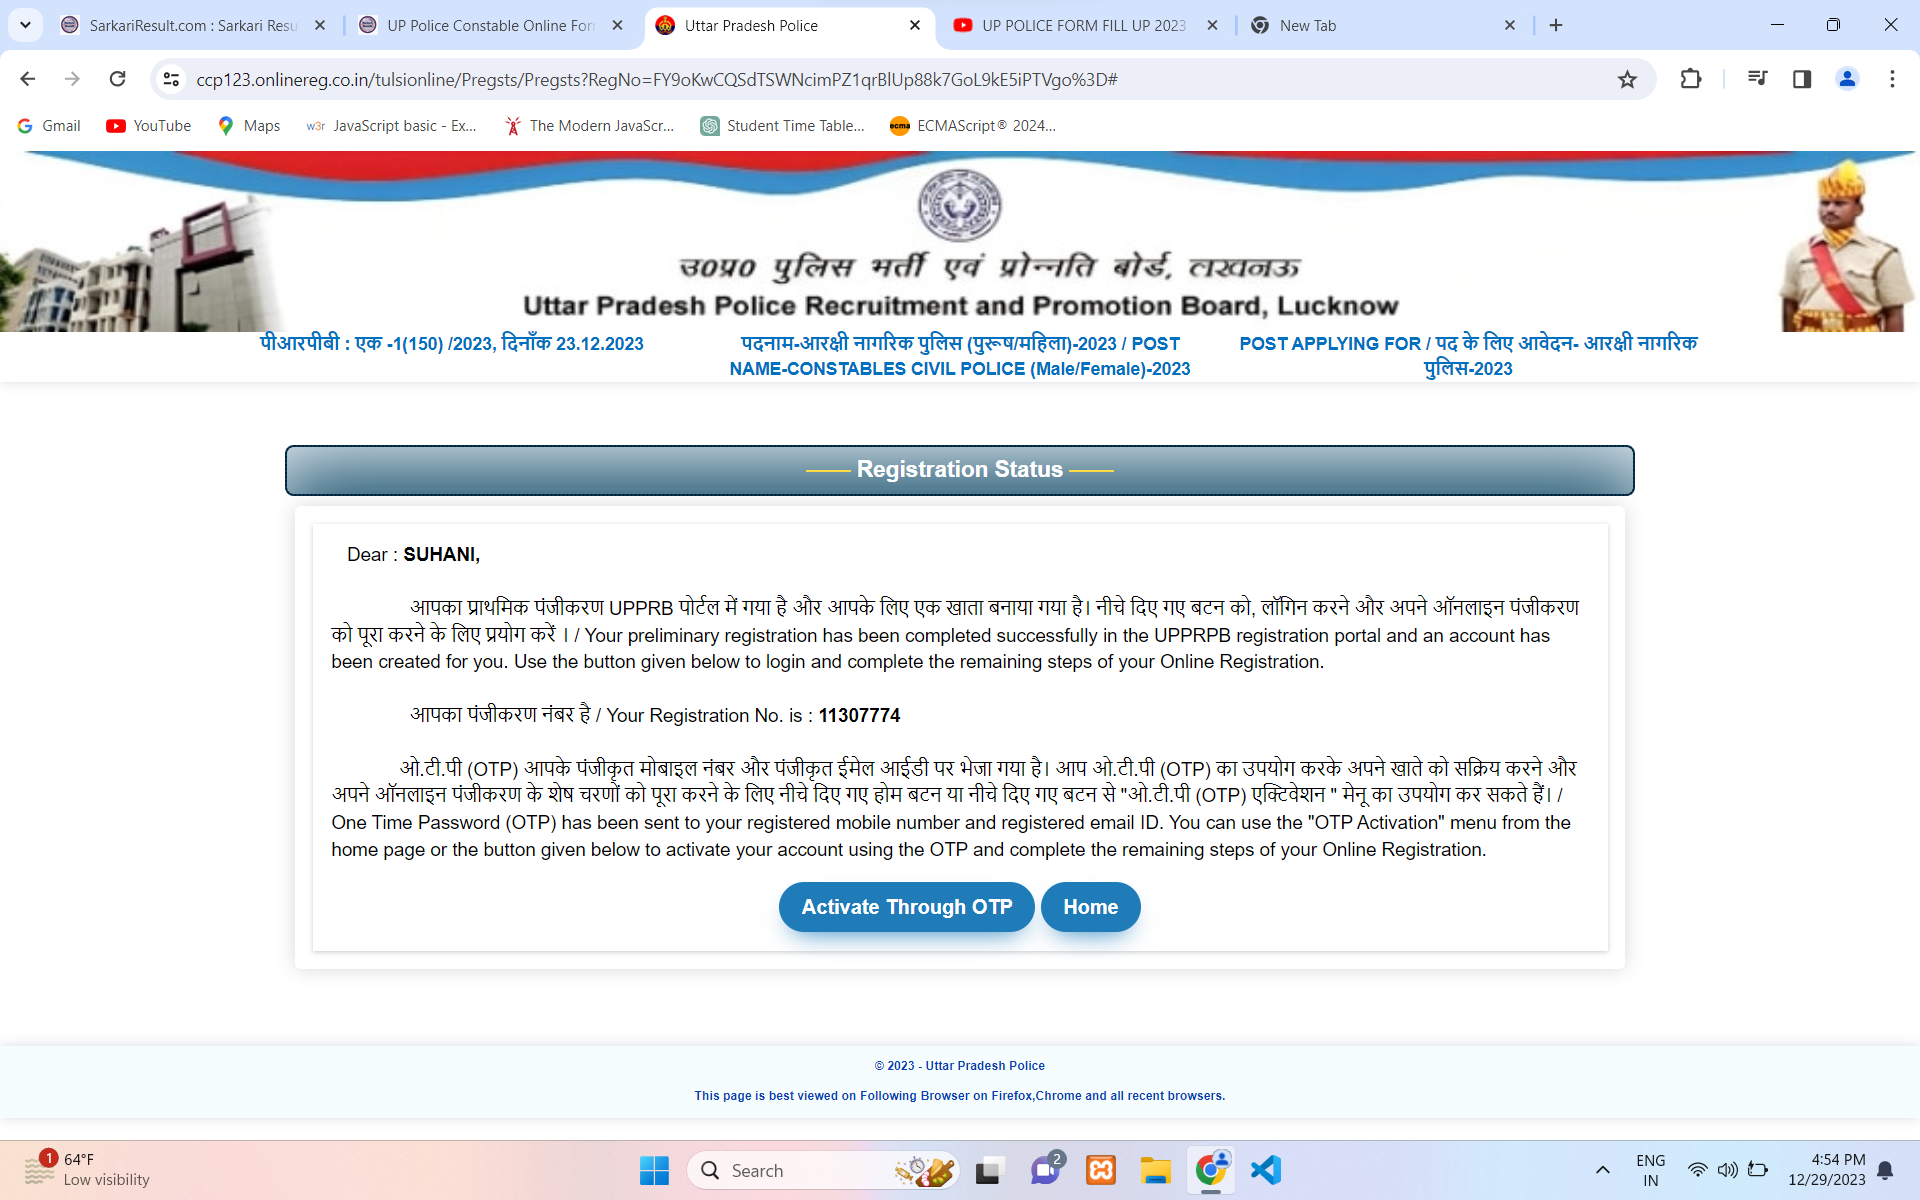 SarkariResult.com : Sarkari Resu
UP Police Constable Online For
Uttar Pradesh Police
UP POLICE FORM FILL UP 2023
New Tab
ccp123.onlinereg.co.in/tulsionline/Pregsts/Pregsts?RegNo=FY9oKwCQSdTSWNcimPZ1qrBlUp88k7GoL9kE5iPTVgo%3D#
Gmail
YouTube
Maps
w3r JavaScript basic - Ex...
The Modern JavaScr...
Student Time Table...
ecma ECMAScript® 2024...
उ०प्र० पुलिस भर्ती एवं प्रोन्नति बोर्ड, लखनऊ
Uttar Pradesh Police Recruitment and Promotion Board, Lucknow
पीआरपीबी : एक -1(150) /2023, दिनाँक 23.12.2023
पदनाम-आरक्षी नागरिक पुलिस (पुरूष/महिला)-2023 / POST
NAME-CONSTABLES CIVIL POLICE (Male/Female)-2023
POST APPLYING FOR / पद के लिए आवेदन- आरक्षी नागरिक
पुलिस-2023
Registration Status
Dear : SUHANI,
आपका प्राथमिक पंजीकरण UPPRB पोर्टल में गया है और आपके लिए एक खाता बनाया गया है। नीचे दिए गए बटन को, लॉगिन करने और अपने ऑनलाइन पंजीकरण
को पूरा करने के लिए प्रयोग करें । / Your preliminary registration has been completed successfully in the UPPRPB registration portal and an account has
been created for you. Use the button given below to login and complete the remaining steps of your Online Registration.
आपका पंजीकरण नंबर है / Your Registration No. is : 11307774
ओ.टी.पी (OTP) आपके पंजीकृत मोबाइल नंबर और पंजीकृत ईमेल आईडी पर भेजा गया है। आप ओ.टी.पी (OTP) का उपयोग करके अपने खाते को सक्रिय करने और
अपने ऑनलाइन पंजीकरण के शेष चरणों को पूरा करने के लिए नीचे दिए गए होम बटन या नीचे दिए गए बटन से "ओ.टी.पी (OTP) एक्टिवेशन " मेनू का उपयोग कर सकते हैं। /
One Time Password (OTP) has been sent to your registered mobile number and registered email ID. You can use the "OTP Activation" menu from the
home page or the button given below to activate your account using the OTP and complete the remaining steps of your Online Registration.
Activate Through OTP
Home
© 2023 - Uttar Pradesh Police
This page is best viewed on Following Browser on Firefox,Chrome and all recent browsers.
1
64°F
Low visibility
Search
2
ENG
IN
4:54 PM
12/29/2023